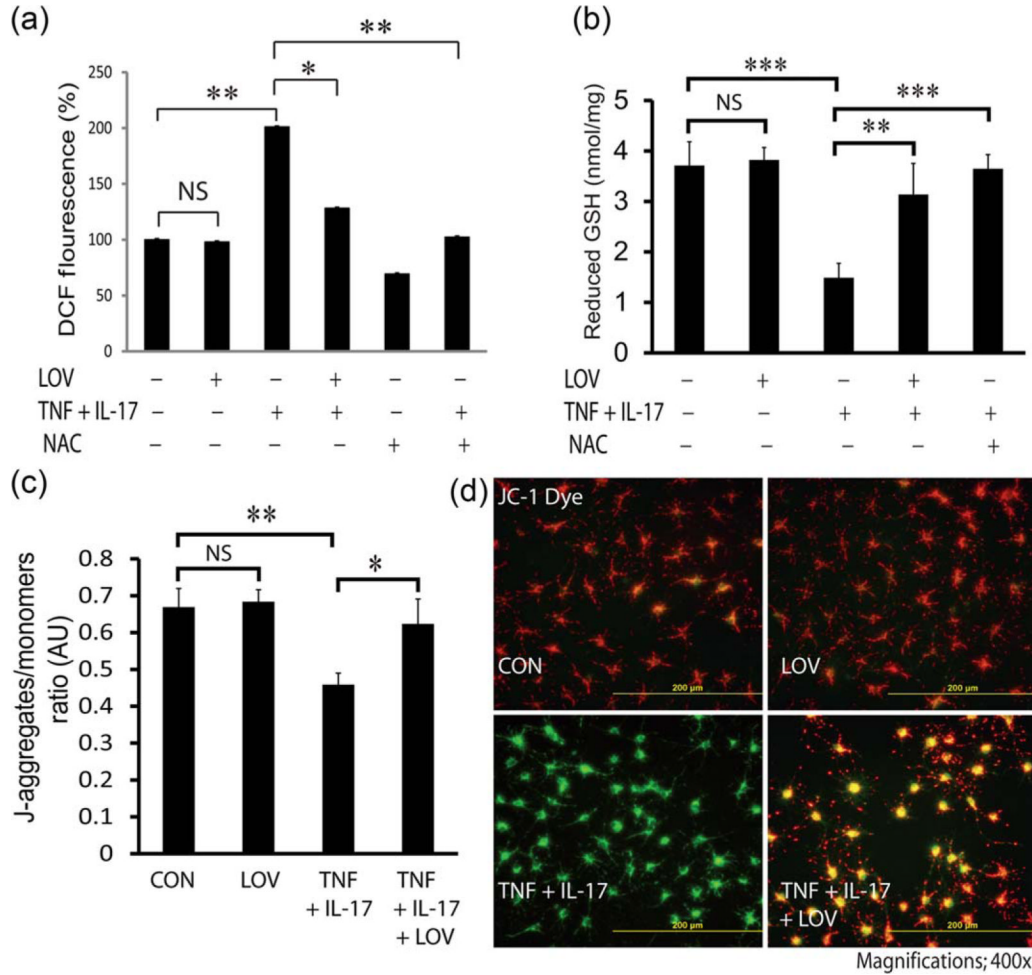 (a)
**
**
*
NS
DCF flourescence (%)
250
200
150
100
50
0
LOV − + − + − −
TNF + IL-17 − − + + − +
NAC − − − − + +
(b)
***
NS
***
**
Reduced GSH (nmol/mg)
5
4
3
2
1
0
LOV − + − + −
TNF + IL-17 − − + + +
NAC − − − − +
(c)
**
NS
*
J-aggregates/monomers
ratio (AU)
0.8
0.7
0.6
0.5
0.4
0.3
0.2
0.1
0
CON LOV TNF TNF
+ IL-17 + IL-17
+ LOV
(d)
JC-1 Dye
CON
200 µm
LOV
200 µm
TNF + IL-17
200 µm
TNF + IL-17
+ LOV
200 µm
Magnifications; 400x